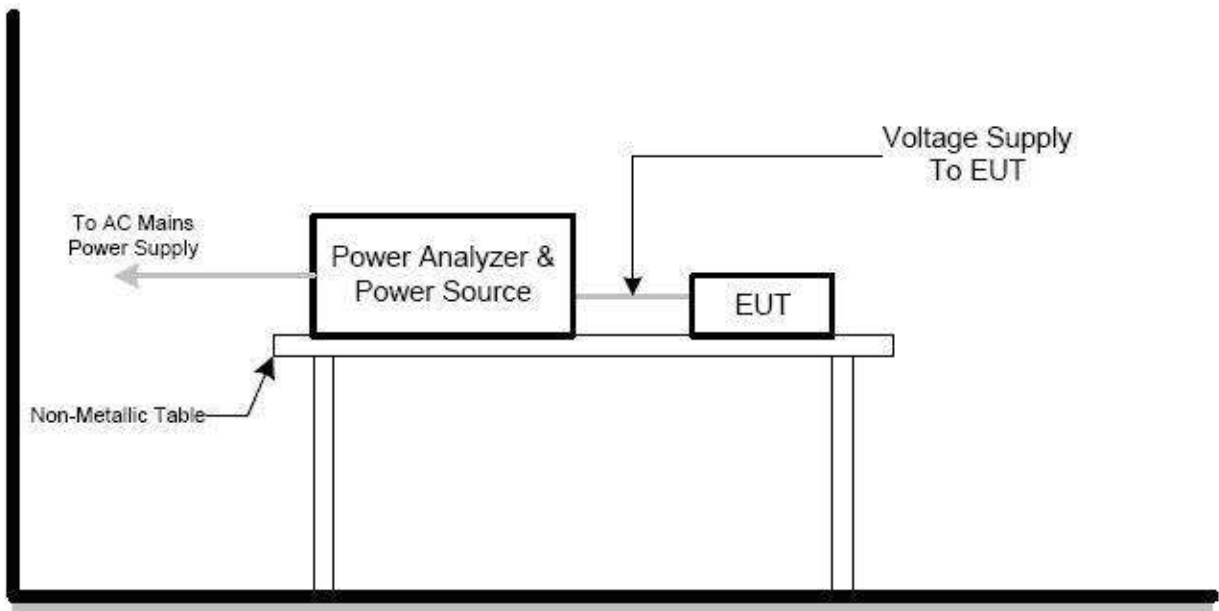 Voltage Supply
To EUT
To AC Mains
Power Supply
Power Analyzer &
Power Source
EUT
Non-Metallic Table